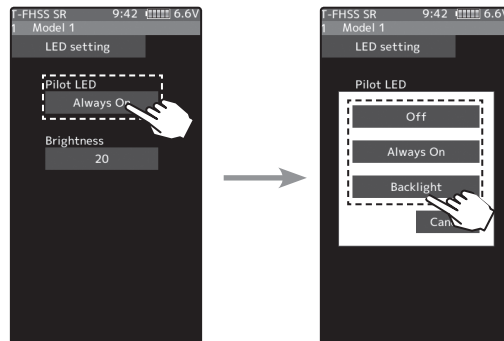 T-FHSS SR 9:42 6.6V
1 Model 1
LED setting
Pilot LED
Always On
Brightness
20
T-FHSS SR 9:42 6.6V
1 Model 1
LED setting
Pilot LED
Off
Always On
Backlight